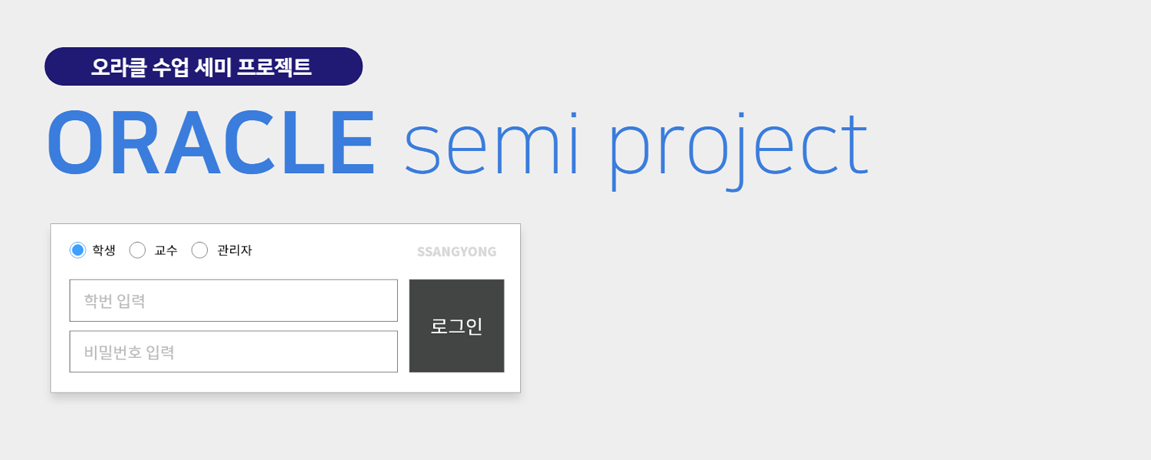 오라클 수업 세미 프로젝트
ORACLE semi project
학생 교수 관리자 SSANGYONG
학번 입력
로그인
비밀번호 입력